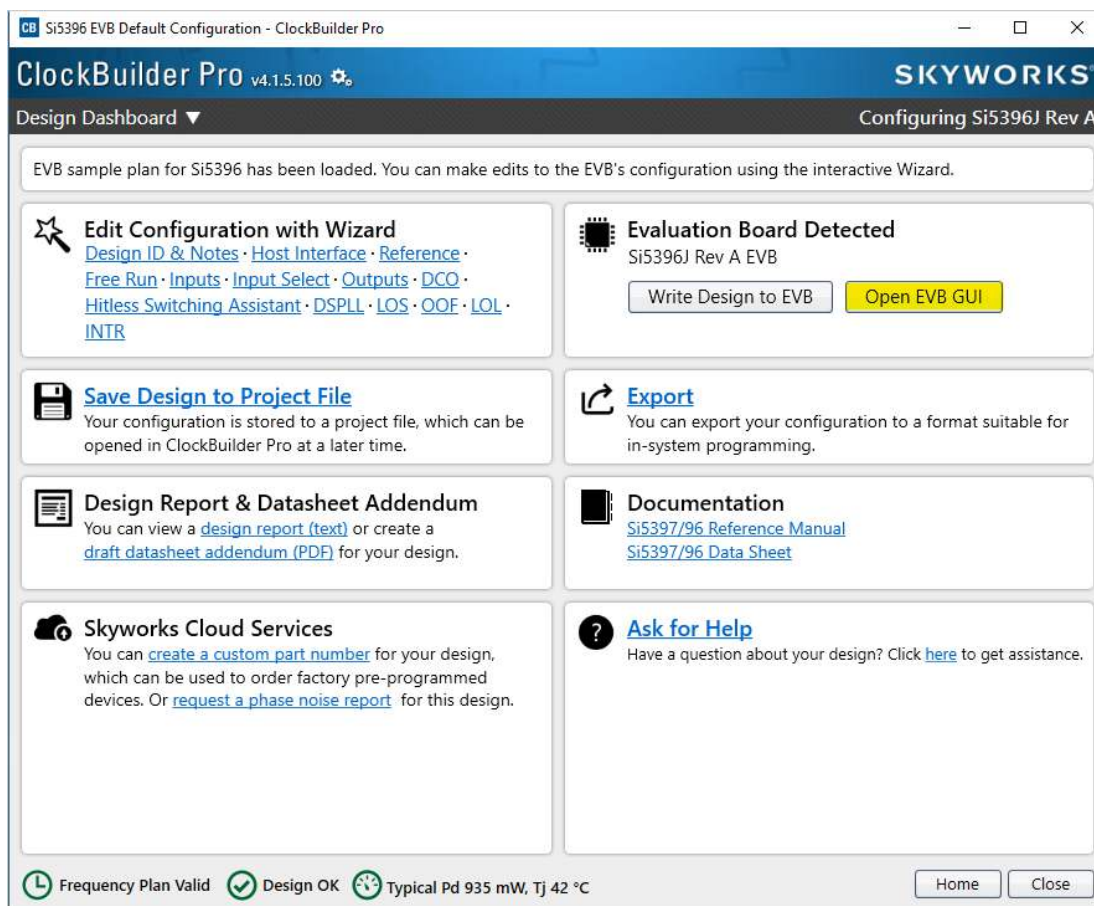 CB Si5396 EVB Default Configuration - ClockBuilder Pro
ClockBuilder Pro v4.1.5.100
SKYWORKS®
Design Dashboard ▼
Configuring Si5396J Rev A
EVB sample plan for Si5396 has been loaded. You can make edits to the EVB's configuration using the interactive Wizard.
Edit Configuration with Wizard
Design ID & Notes · Host Interface · Reference ·
Free Run · Inputs · Input Select · Outputs · DCO ·
Hitless Switching Assistant · DSPLL · LOS · OOF · LOL ·
INTR
Evaluation Board Detected
Si5396J Rev A EVB
Write Design to EVB
Open EVB GUI
Save Design to Project File
Your configuration is stored to a project file, which can be
opened in ClockBuilder Pro at a later time.
Export
You can export your configuration to a format suitable for
in-system programming.
Design Report & Datasheet Addendum
You can view a design report (text) or create a
draft datasheet addendum (PDF) for your design.
Documentation
Si5397/96 Reference Manual
Si5397/96 Data Sheet
Skyworks Cloud Services
You can create a custom part number for your design,
which can be used to order factory pre-programmed
devices. Or request a phase noise report for this design.
? Ask for Help
Have a question about your design? Click here to get assistance.
Frequency Plan Valid
Design OK
Typical Pd 935 mW, Tj 42 °C
Home
Close